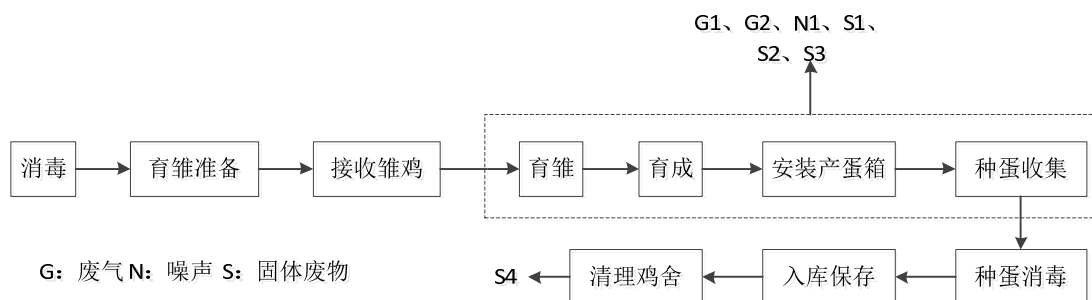 G1、G2、N1、S1、
S2、S3
消毒
育雏准备
接收雏鸡
育雏
育成
安装产蛋箱
种蛋收集
G：废气 N：噪声 S：固体废物
S4
清理鸡舍
入库保存
种蛋消毒